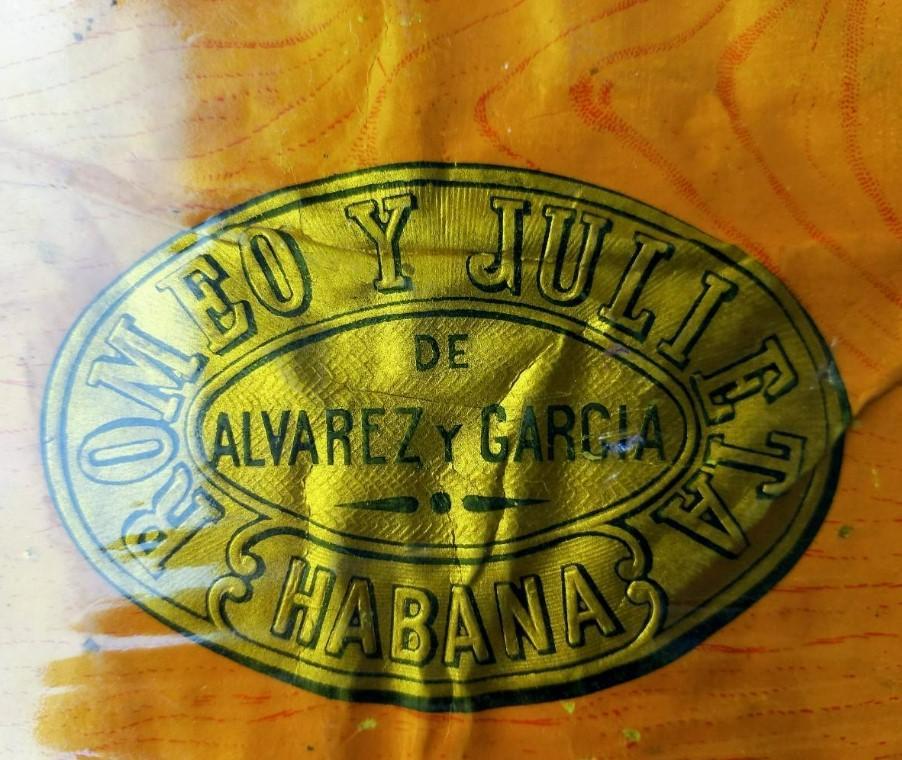 ROMEO Y JULIETA
DE
ALVAREZ Y GARCIA
HABANA